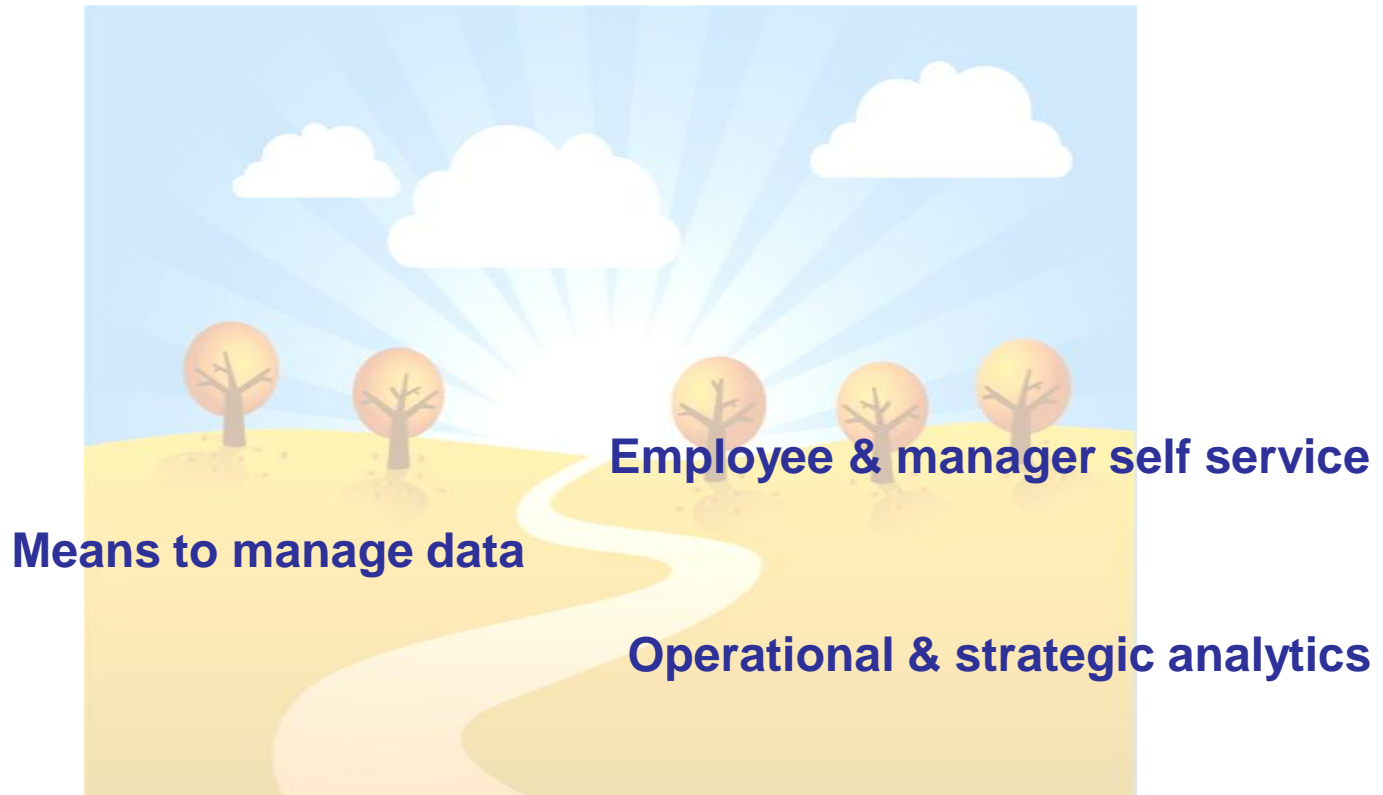 Employee & manager self service
Means to manage data
Operational & strategic analytics